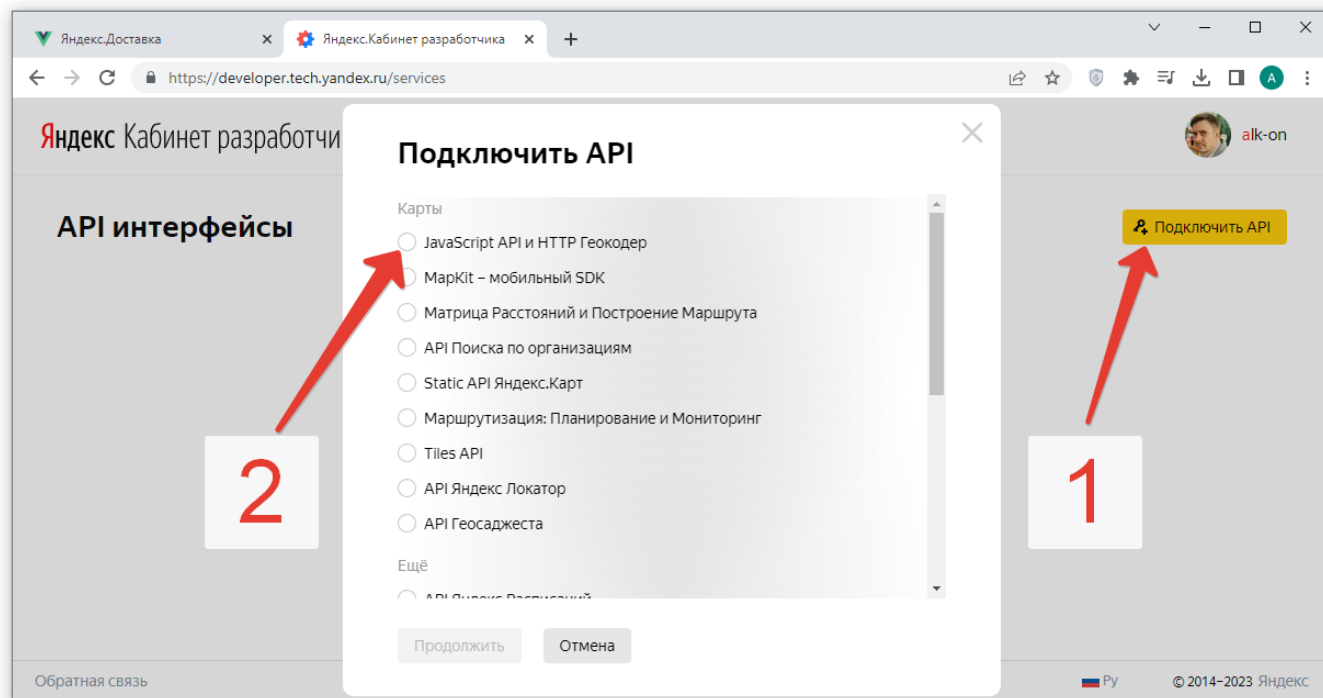 Яндекс.Доставка
Яндекс.Кабинет разработчика
https://developer.tech.yandex.ru/services
A
Яндекс Кабинет разработчи
alk-on
API интерфейсы
Подключить API
Подключить API
Карты
JavaScript API и HTTP Геокодер
MapKit – мобильный SDK
Матрица Расстояний и Построение Маршрута
API Поиска по организациям
Static API Яндекс.Карт
Маршрутизация: Планирование и Мониторинг
Tiles API
API Яндекс Локатор
API Геосаджеста
Ещё
API Яндекс Расписаний
2
1
Продолжить
Отмена
Обратная связь
Ру
© 2014–2023 Яндекс